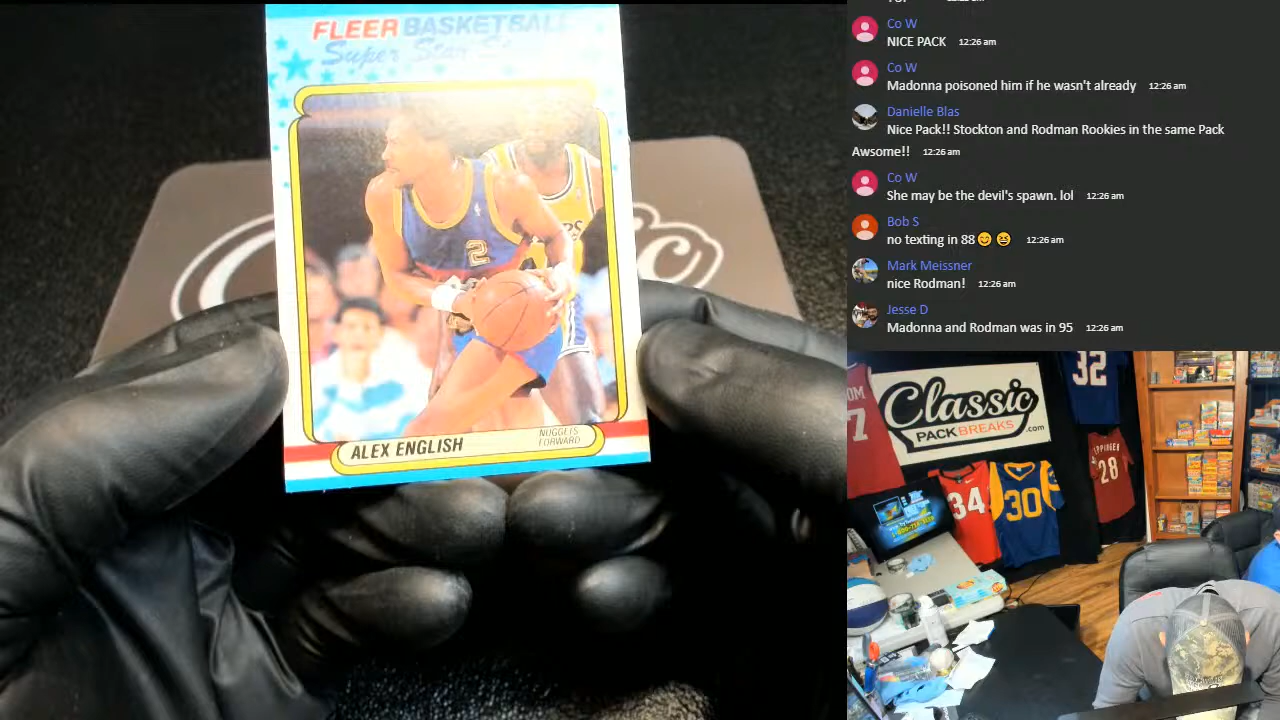 FLEER BASKETBALL
Super Star
2
ALEX ENGLISH
NUGGETS
FORWARD
Co W
NICE PACK 12:26 am
Co W
Madonna poisoned him if he wasn't already 12:26 am
Danielle Blas
Nice Pack!! Stockton and Rodman Rookies in the same Pack
Awsome!! 12:26 am
Co W
She may be the devil's spawn. lol 12:26 am
Bob S
no texting in 88😊 😆 12:26 am
Mark Meissner
nice Rodman! 12:26 am
Jesse D
Madonna and Rodman was in 95 12:26 am
Classic
PACKBREAKS.com
32
7
34
30
28